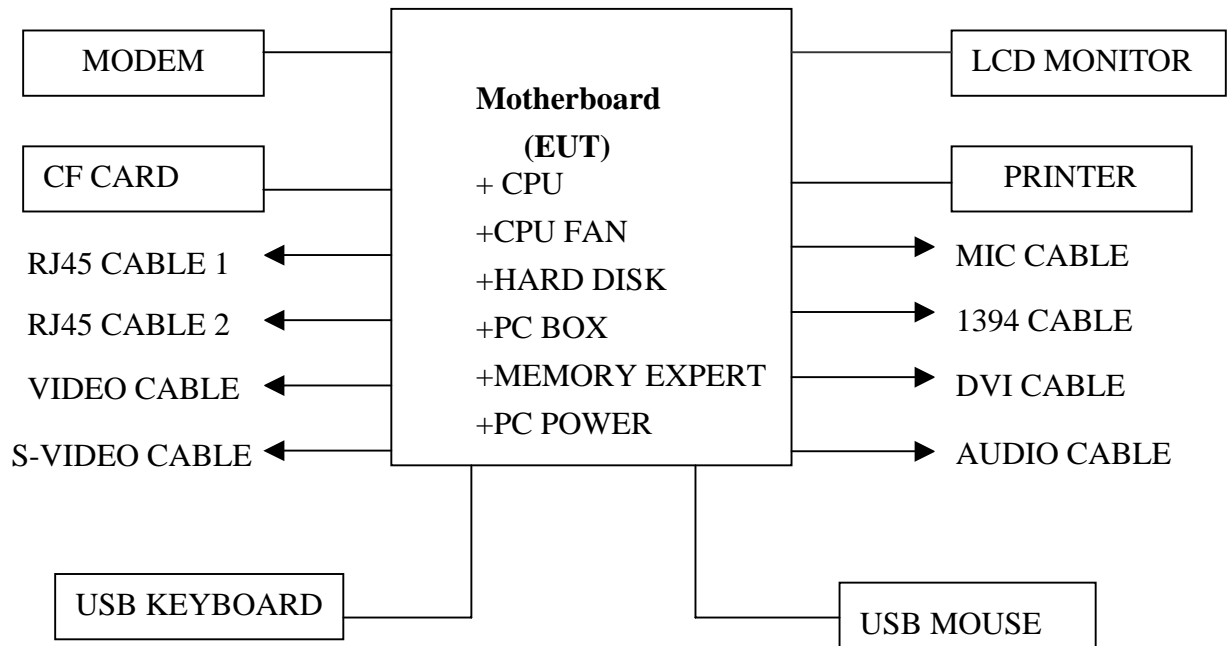 MODEM
CF CARD
RJ45 CABLE 1
RJ45 CABLE 2
VIDEO CABLE
S-VIDEO CABLE
Motherboard
(EUT)
+ CPU
+CPU FAN
+HARD DISK
+PC BOX
+MEMORY EXPERT
+PC POWER
LCD MONITOR
PRINTER
MIC CABLE
1394 CABLE
DVI CABLE
AUDIO CABLE
USB KEYBOARD
USB MOUSE